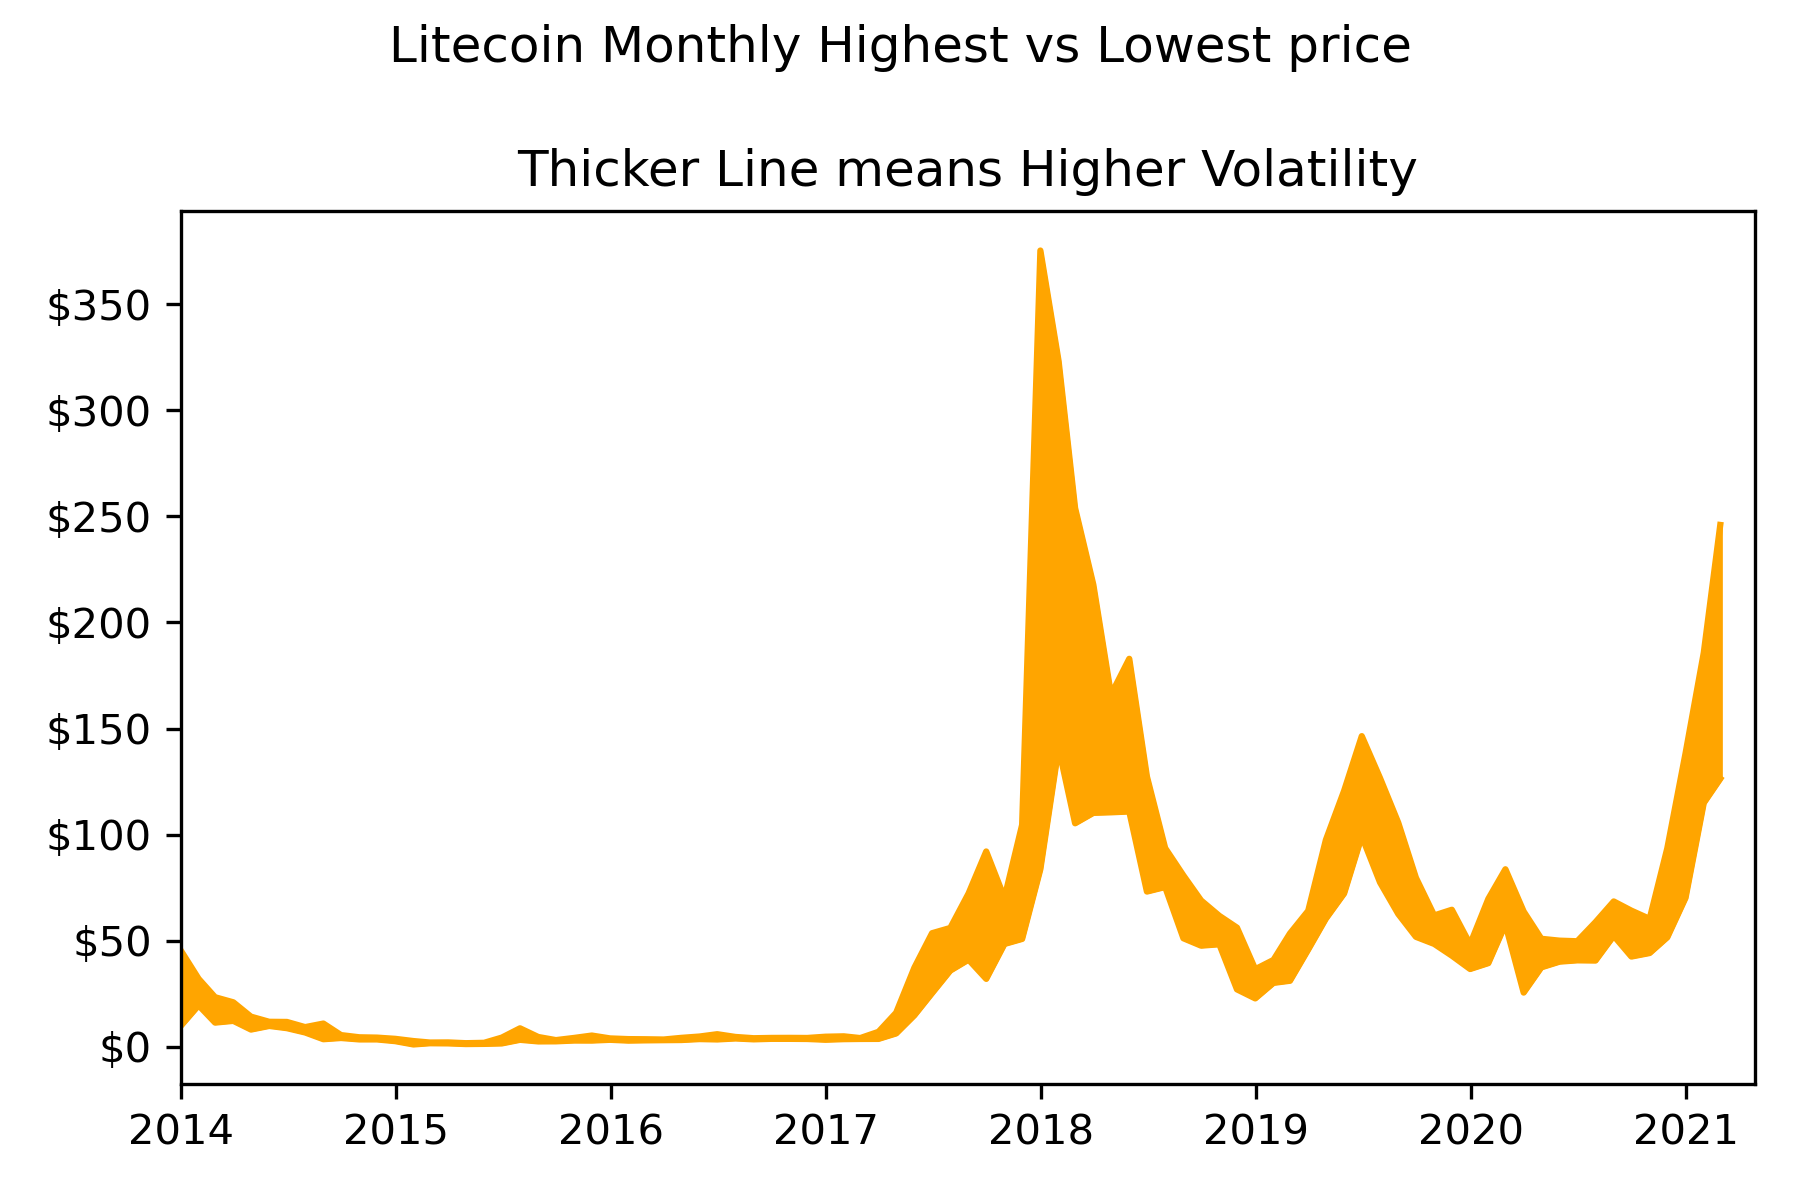 Litecoin Monthly Highest vs Lowest price
Thicker Line means Higher Volatility
$350
$300
$250
$200
$150
$100
$50
$0
2014 2015 2016 2017 2018 2019 2020 2021